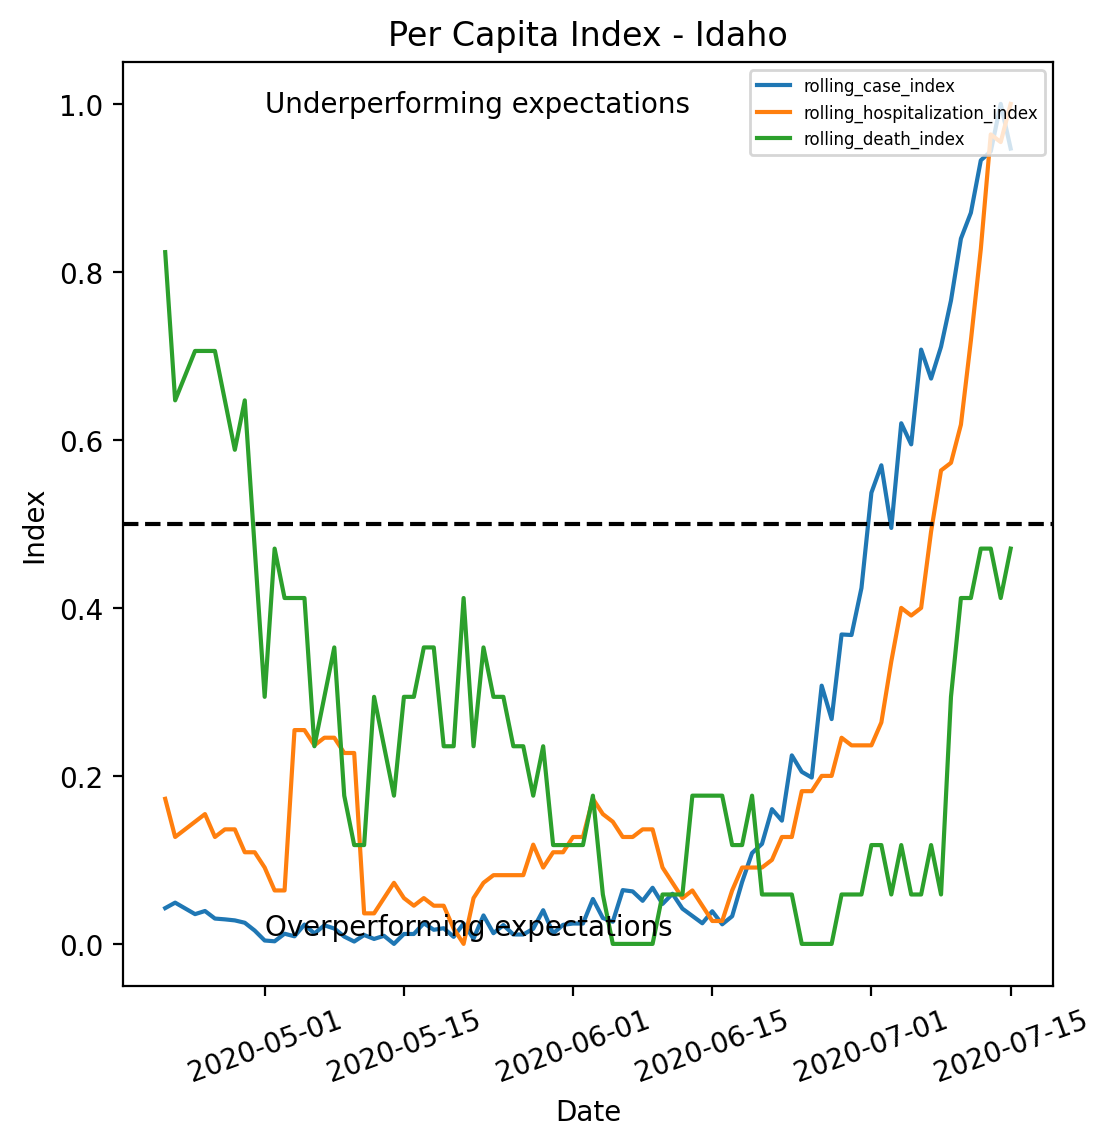 Per Capita Index - Idaho
Underperforming expectations
rolling_case_index
rolling_hospitalization_index
rolling_death_index
1.0
0.8
0.6
0.4
0.2
0.0
Index
Overperforming expectations
2020-05-01
2020-05-15
2020-06-01
2020-06-15
2020-07-01
2020-07-15
Date